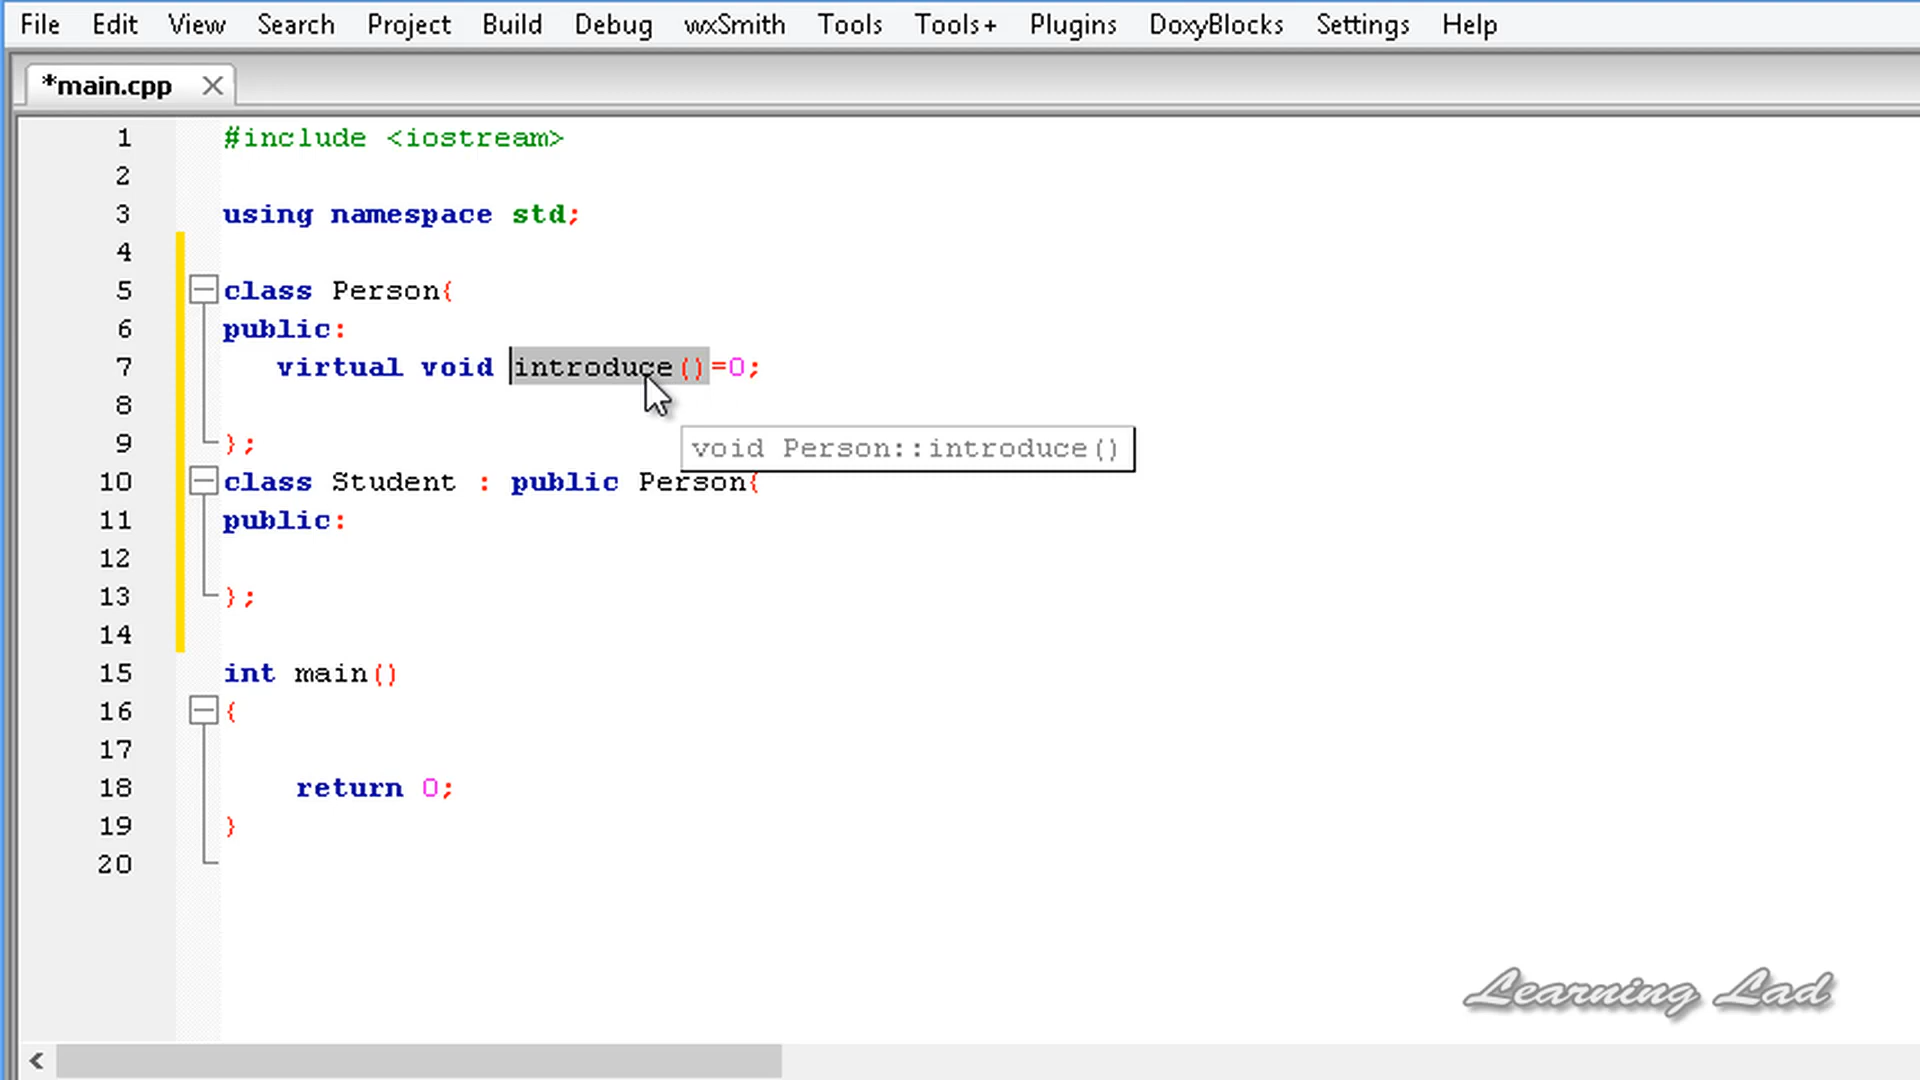 File Edit View Search Project Build Debug wxSmith Tools Tools+ Plugins DoxyBlocks Settings Help
*main.cpp
1 #include <iostream>
2
3 using namespace std;
4
5 class Person{
6 public:
7 virtual void introduce()=0;
8
void Person::introduce()
9 };
10 class Student : public Person{
11 public:
12
13 };
14
15 int main()
16 {
17
18 return 0;
19 }
20
Learning Lad